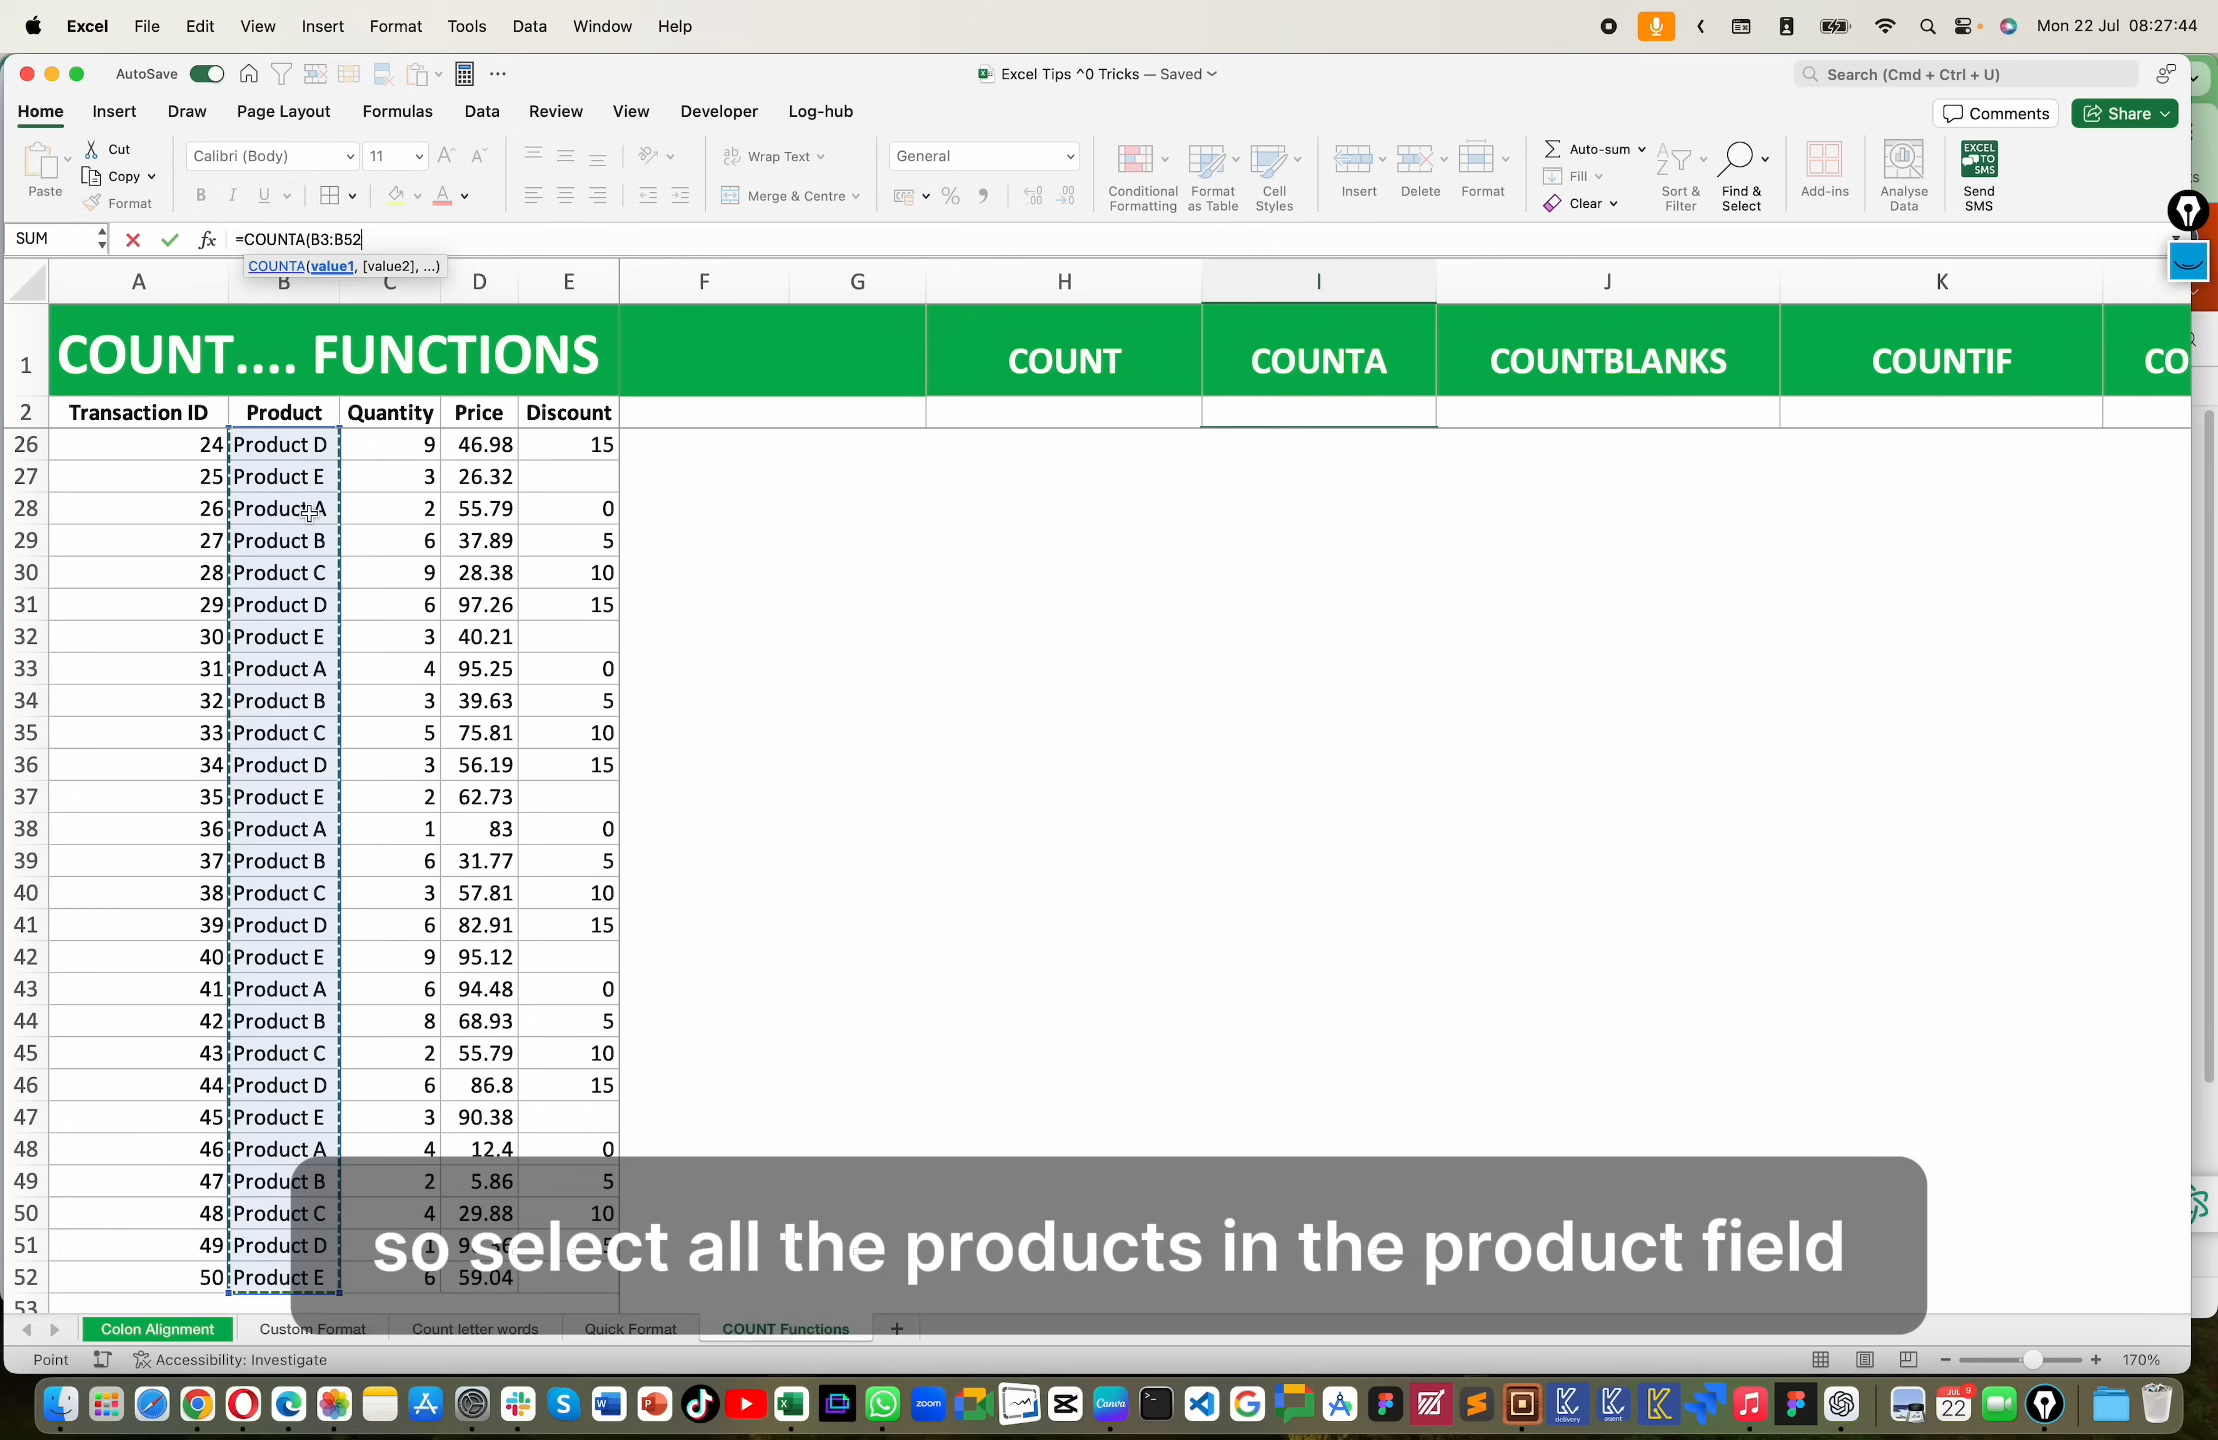 Excel File Edit View Insert Format Tools Data Window Help Mon 22 Jul 08:27:44
AutoSave Excel Tips ^0 Tricks — Saved Search (Cmd + Ctrl + U)
Home Insert Draw Page Layout Formulas Data Review View Developer Log-hub Comments Share
Paste Cut Copy Format Calibri (Body) 11 Wrap Text Merge & Centre General Conditional Formatting Format as Table Cell Styles Insert Delete Format Auto-sum Fill Clear Sort & Filter Find & Select Add-ins Analyse Data EXCEL TO SMS Send SMS
SUM fx =COUNTA(B3:B52
COUNTA(value1, [value2], ...)
A B C D E F G H I J K
1 COUNT.... FUNCTIONS COUNT COUNTA COUNTBLANKS COUNTIF CO
2 Transaction ID Product Quantity Price Discount
26 24 Product D 9 46.98 15
27 25 Product E 3 26.32
28 26 Product A 2 55.79 0
29 27 Product B 6 37.89 5
30 28 Product C 9 28.38 10
31 29 Product D 6 97.26 15
32 30 Product E 3 40.21
33 31 Product A 4 95.25 0
34 32 Product B 3 39.63 5
35 33 Product C 5 75.81 10
36 34 Product D 3 56.19 15
37 35 Product E 2 62.73
38 36 Product A 1 83 0
39 37 Product B 6 31.77 5
40 38 Product C 3 57.81 10
41 39 Product D 6 82.91 15
42 40 Product E 9 95.12
43 41 Product A 6 94.48 0
44 42 Product B 8 68.93 5
45 43 Product C 2 55.79 10
46 44 Product D 6 86.8 15
47 45 Product E 3 90.38
48 46 Product A 4 12.4 0
49 47 Product B 2 5.86 5
50 48 Product C 4 29.88 10
51 49 Product D
52 50 Product E 6 59.04
53
so select all the products in the product field
Colon Alignment Custom Format Count letter words Quick Format COUNT Functions +
Point Accessibility: Investigate 170%
zoom Canva delivery agent JUL 22